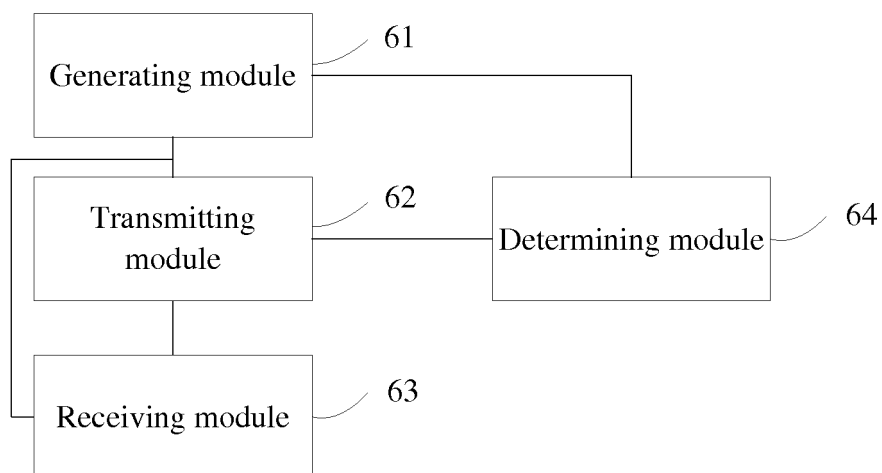 Generating module
61
Transmitting
module
62
Determining module
64
Receiving module
63